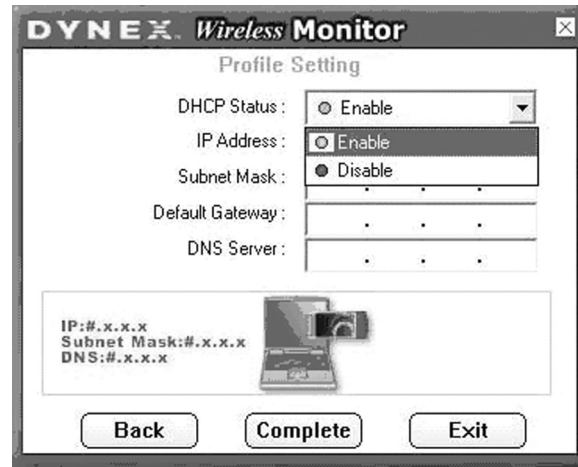 DYNEX Wireless Monitor
Profile Setting
DHCP Status : Enable
IP Address : Enable
Subnet Mask : Disable
Default Gateway : . . .
DNS Server : . . .
IP:#.x.x.x
Subnet Mask:#.x.x.x
DNS:#.x.x.x
Back Complete Exit